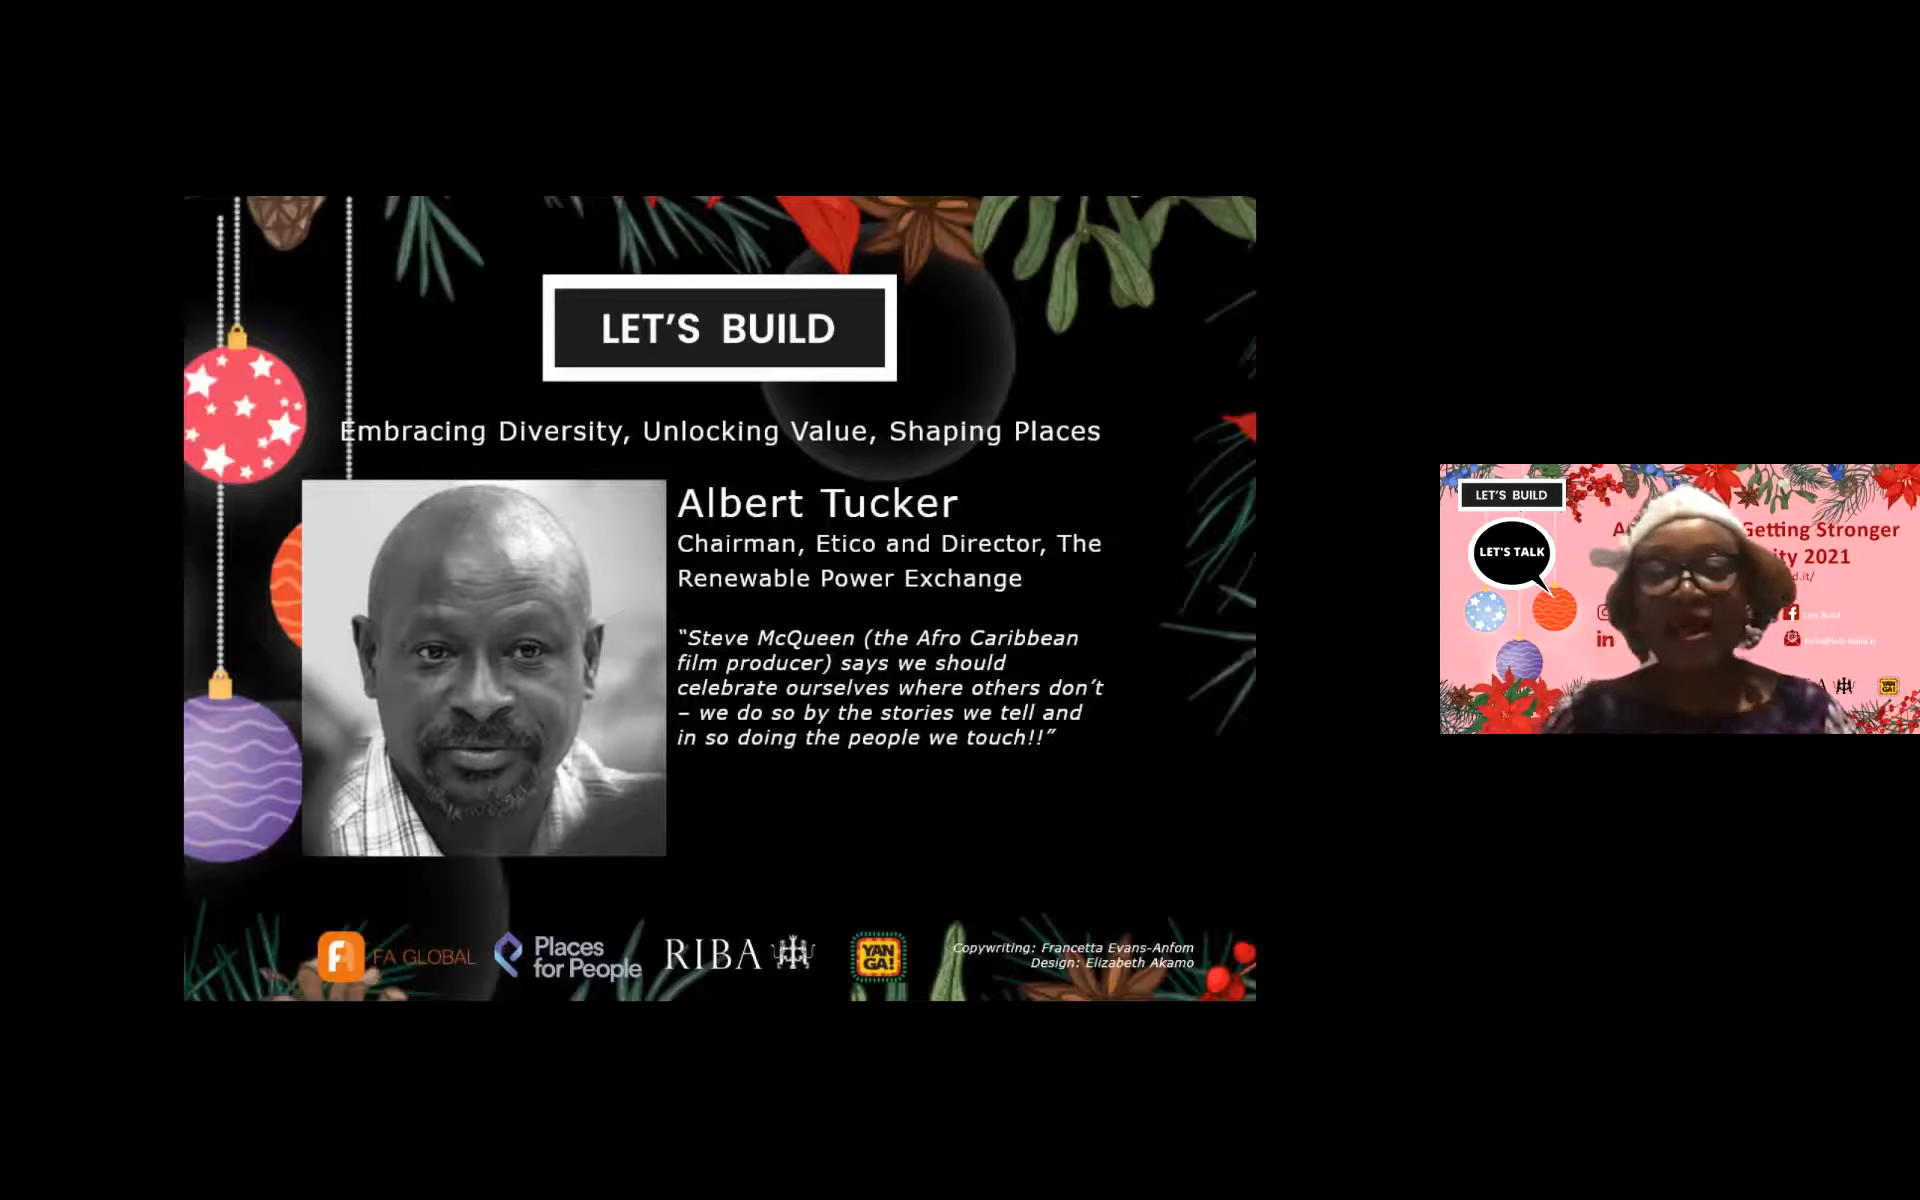 LET’S BUILD
Embracing Diversity, Unlocking Value, Shaping Places
Albert Tucker
Chairman, Etico and Director, The
Renewable Power Exchange
“Steve McQueen (the Afro Caribbean
film producer) says we should
celebrate ourselves where others don’t
– we do so by the stories we tell and
in so doing the people we touch!!”
FA GLOBAL
Places
for People
RIBA
YAN
GA!
Copywriting: Francetta Evans-Anfom
Design: Elizabeth Akamo
LET’S BUILD
LET'S TALK
Getting Stronger
2021
in
YAN
GA!